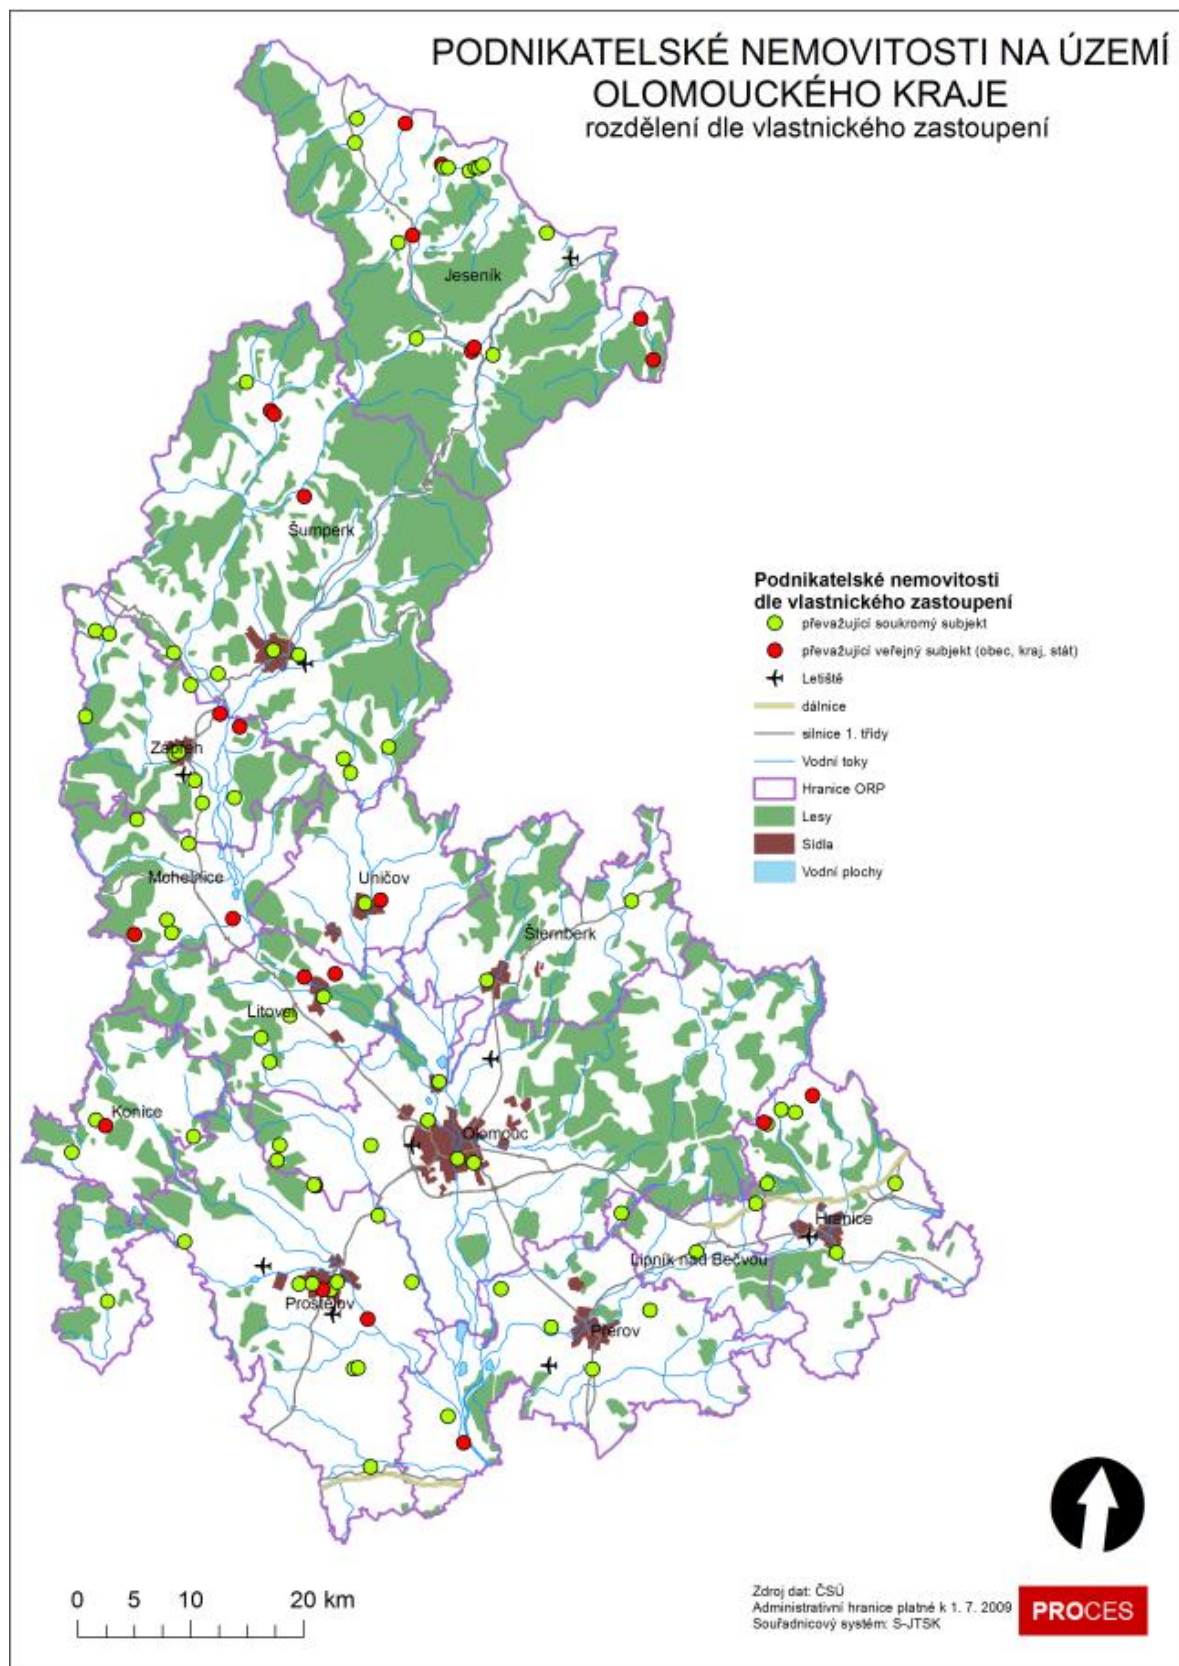 PODNIKATELSKÉ NEMOVITOSTI NA ÚZEMÍ
OLOMOUCKÉHO KRAJE
rozdělení dle vlastnického zastoupení
Jeseník
Šumperk
Podnikatelské nemovitosti
dle vlastnického zastoupení
převažující soukromý subjekt
převažující veřejný subjekt (obec, kraj, stát)
Letiště
dálnice
silnice 1. třídy
Vodní toky
Hranice ORP
Lesy
Sídla
Vodní plochy
Zábřeh
Mohelnice
Uničov
Šternberk
Litovel
Konice
Olomouc
Hranice
Lipník nad Bečvou
Prostějov
Přerov
0 5 10 20 km
Zdroj dat: ČSÚ
Administrativní hranice platné k 1. 7. 2009
Souřadnicový systém: S-JTSK
PROCES